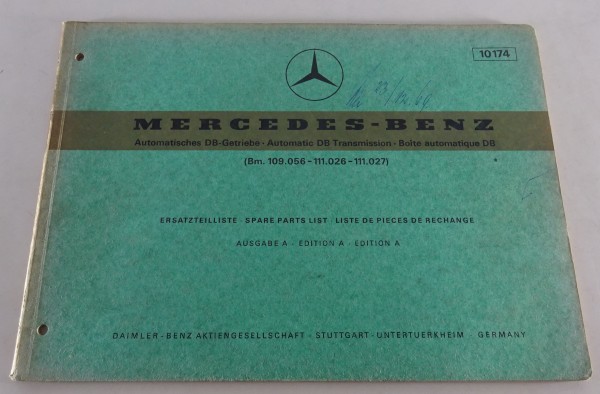 10174
MERCEDES-BENZ
Automatisches DB-Getriebe · Automatic DB Transmission · Boîte automatique DB
(Bm. 109.056 - 111.026 - 111.027)
ERSATZTEILLISTE · SPARE PARTS LIST · LISTE DE PIECES DE RECHANGE
AUSGABE A - EDITION A - EDITION A
DAIMLER-BENZ AKTIENGESELLSCHAFT · STUTTGART-UNTERTUERKHEIM · GERMANY